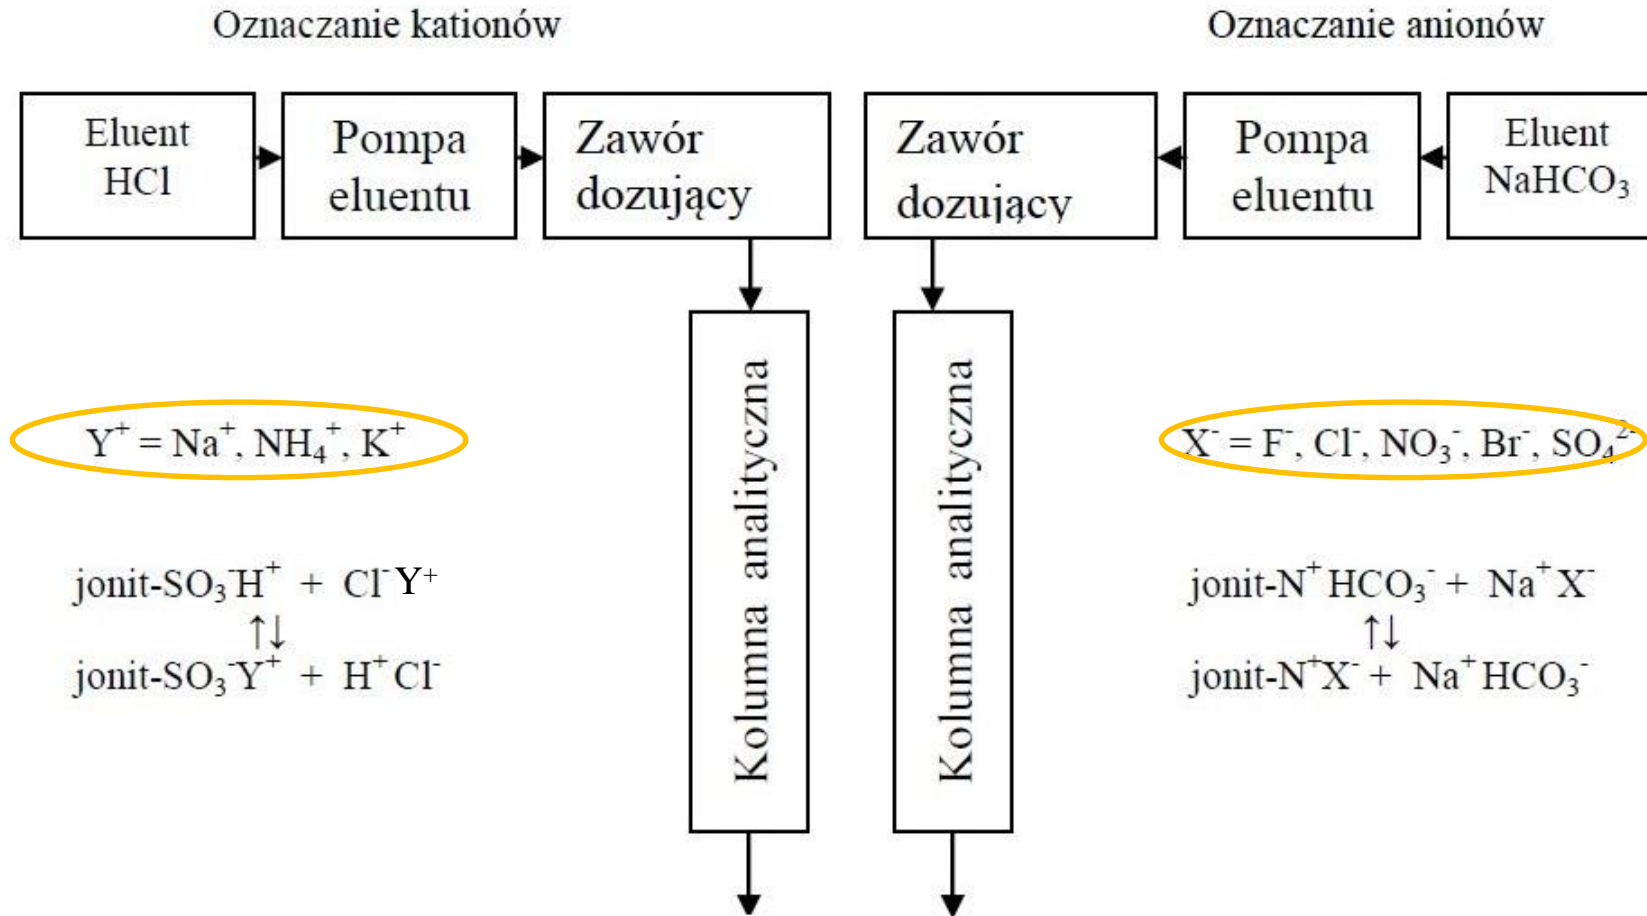 Oznaczanie kationów
Oznaczanie anionów
Eluent
HCl
Pompa
eluentu
Zawór
dozujący
Zawór
dozujący
Pompa
eluentu
Eluent
NaHCO₃
Kolumna analityczna
Kolumna analityczna
Y⁺ = Na⁺, NH₄⁺, K⁺
X⁻ = F⁻, Cl⁻, NO₃⁻, Br⁻, SO₄²⁻
jonit-SO₃⁻H⁺ + Cl⁻Y⁺
↑↓
jonit-SO₃⁻Y⁺ + H⁺Cl⁻
jonit-N⁺HCO₃⁻ + Na⁺X⁻
↑↓
jonit-N⁺X⁻ + Na⁺HCO₃⁻